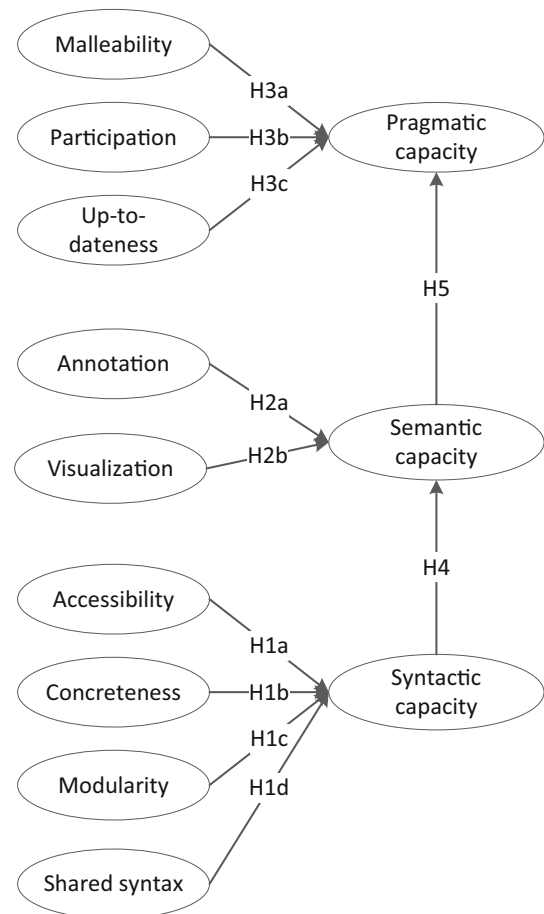 Malleability
H3a
Participation
H3b
Pragmatic
capacity
H3c
Up-to-
dateness
H5
Annotation
H2a
Semantic
capacity
Visualization
H2b
H4
Accessibility
H1a
Concreteness
H1b
Syntactic
capacity
H1c
Modularity
H1d
Shared syntax